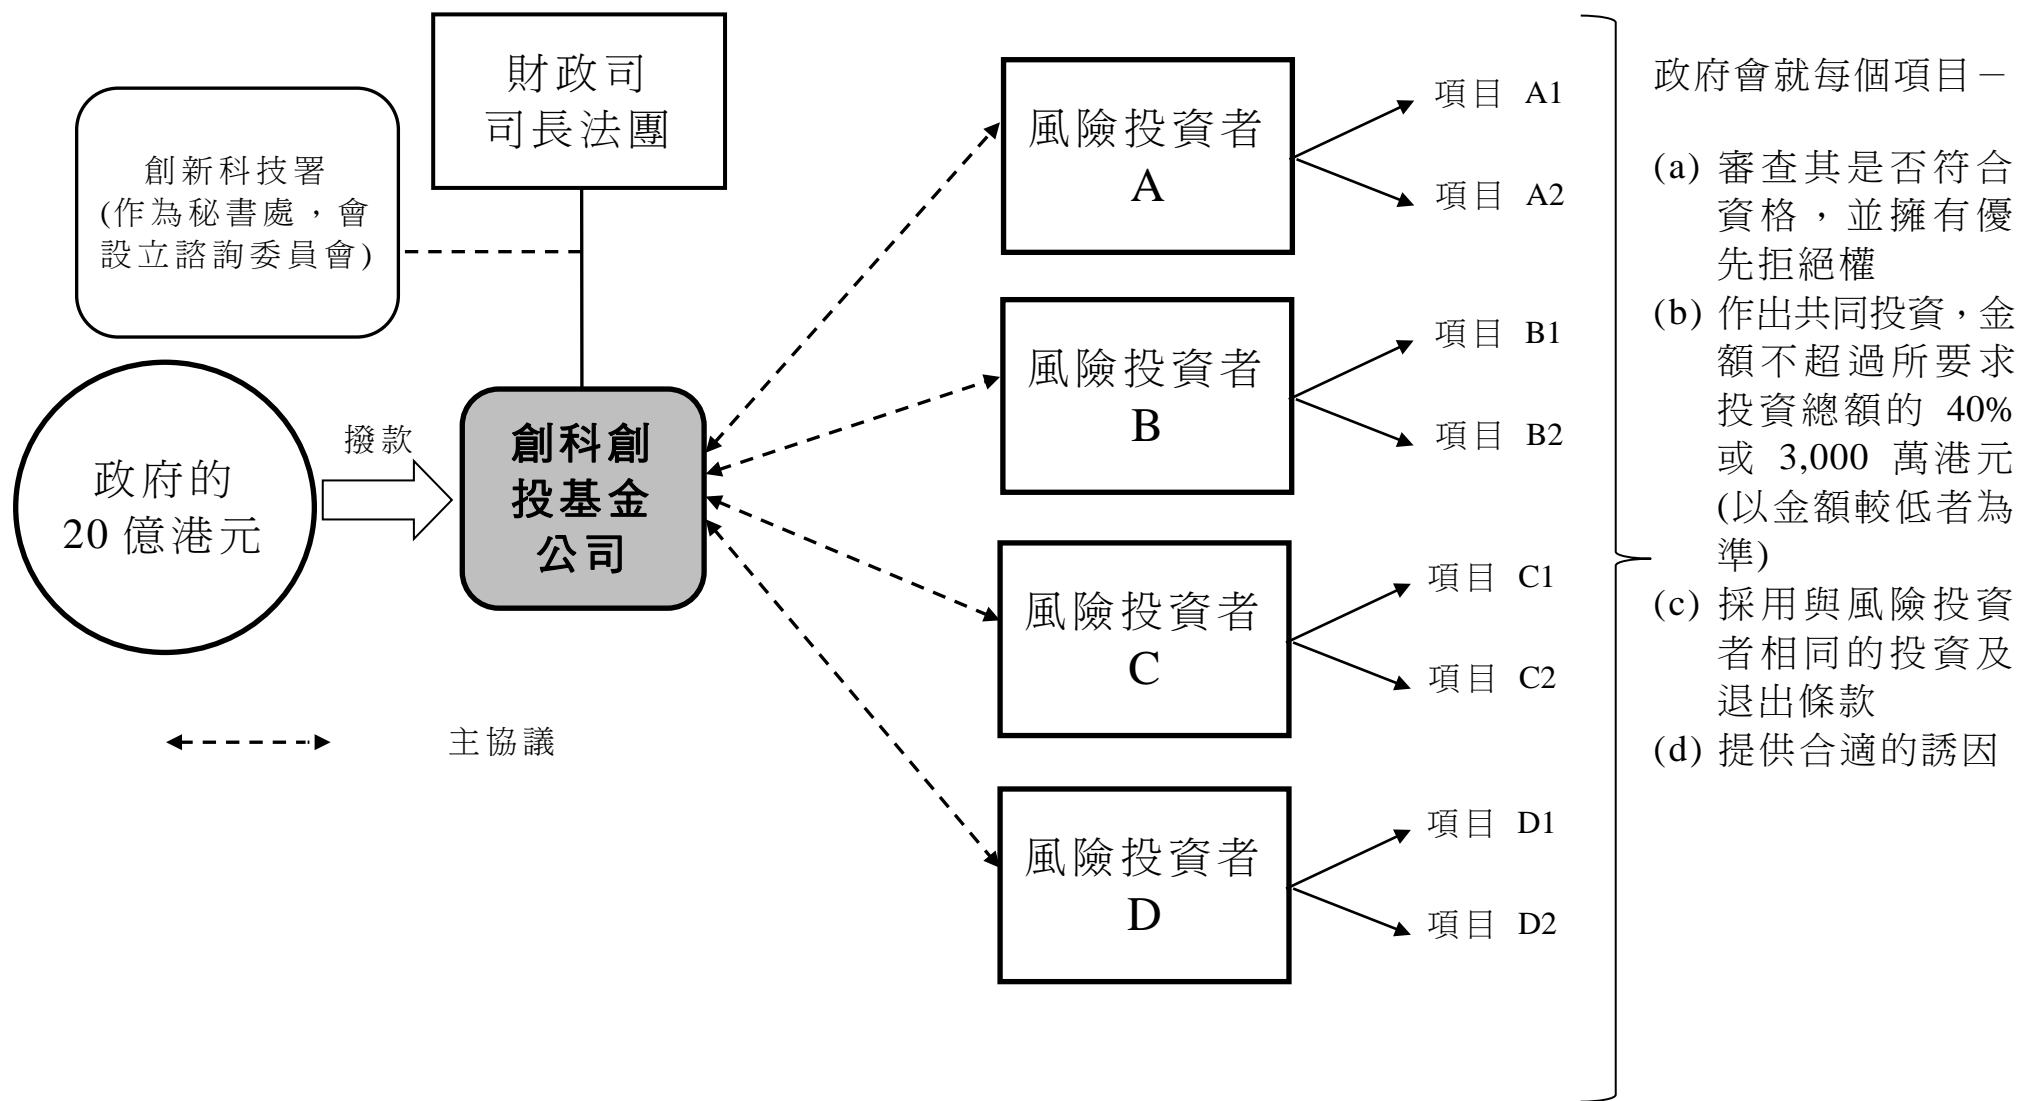 財政司
司長法團
創新科技署
(作為秘書處，會
設立諮詢委員會)
政府的
20 億港元
撥款
創科創
投基金
公司
主協議
風險投資者
A
項目 A1
項目 A2
風險投資者
B
項目 B1
項目 B2
風險投資者
C
項目 C1
項目 C2
風險投資者
D
項目 D1
項目 D2
政府會就每個項目－
(a) 審查其是否符合
資格，並擁有優
先拒絕權
(b) 作出共同投資，金
額不超過所要求
投資總額的 40%
或 3,000 萬港元
(以金額較低者為
準)
(c) 採用與風險投資
者相同的投資及
退出條款
(d) 提供合適的誘因